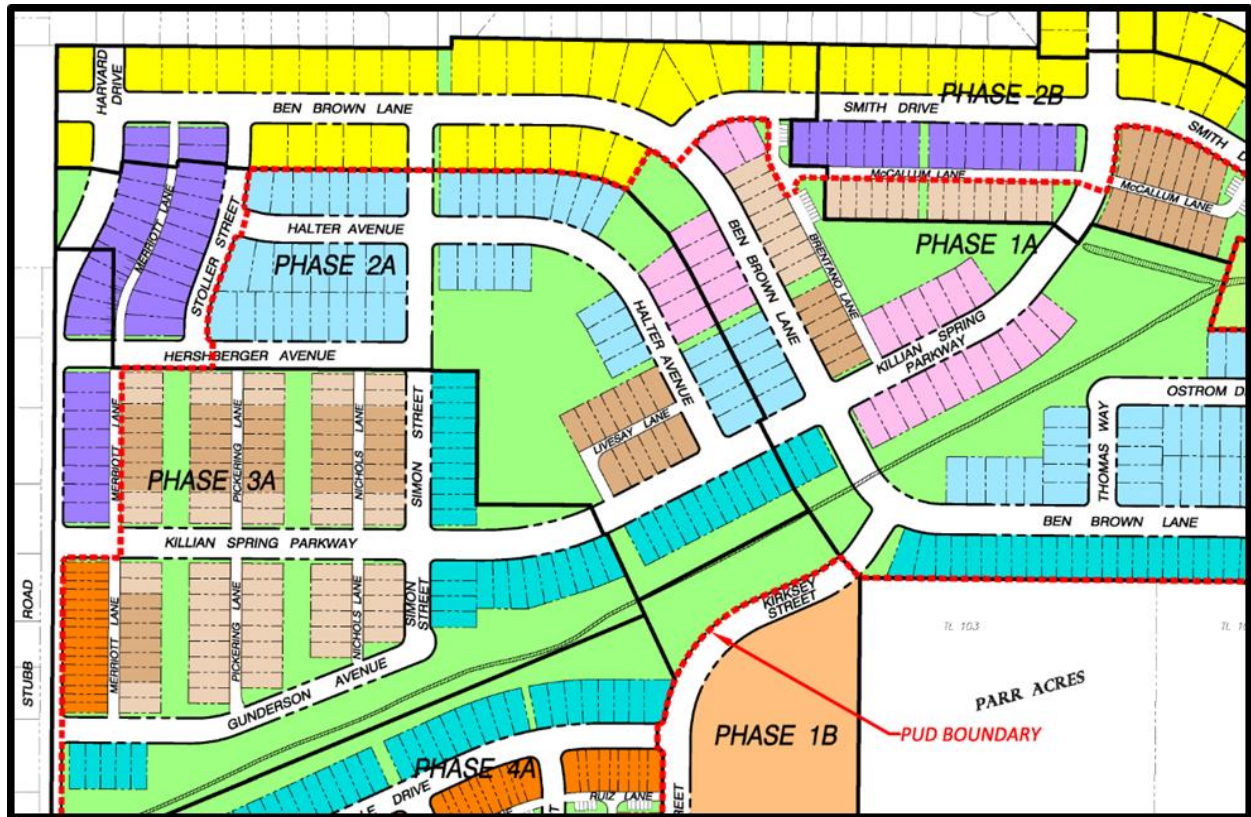 HARVARD
DRIVE
BEN BROWN LANE
SMITH DRIVE
PHASE 2B
SMITH
McCALLUM LANE
McCALLUM LANE
MERRIOTT LANE
STOLLER STREET
HALTER AVENUE
PHASE 2A
BEN BROWN LANE
BRENTANO LANE
PHASE 1A
HALTER AVENUE
KILLIAN SPRING
PARKWAY
HERSHBERGER AVENUE
OSTROM
THOMAS WAY
MERRIOTT LANE
PICKERING LANE
NICHOLS LANE
SIMON STREET
LIVESAY LANE
PHASE 3A
BEN BROWN LANE
KILLIAN SPRING PARKWAY
STUBB ROAD
MERRIOTT LANE
PICKERING LANE
NICHOLS LANE
SIMON
STREET
KIRKSEY
STREET
TL 103
TL
GUNDERSON AVENUE
PARR ACRES
PHASE 1B
PUD BOUNDARY
PHASE 4A
DRIVE
RUIZ LANE